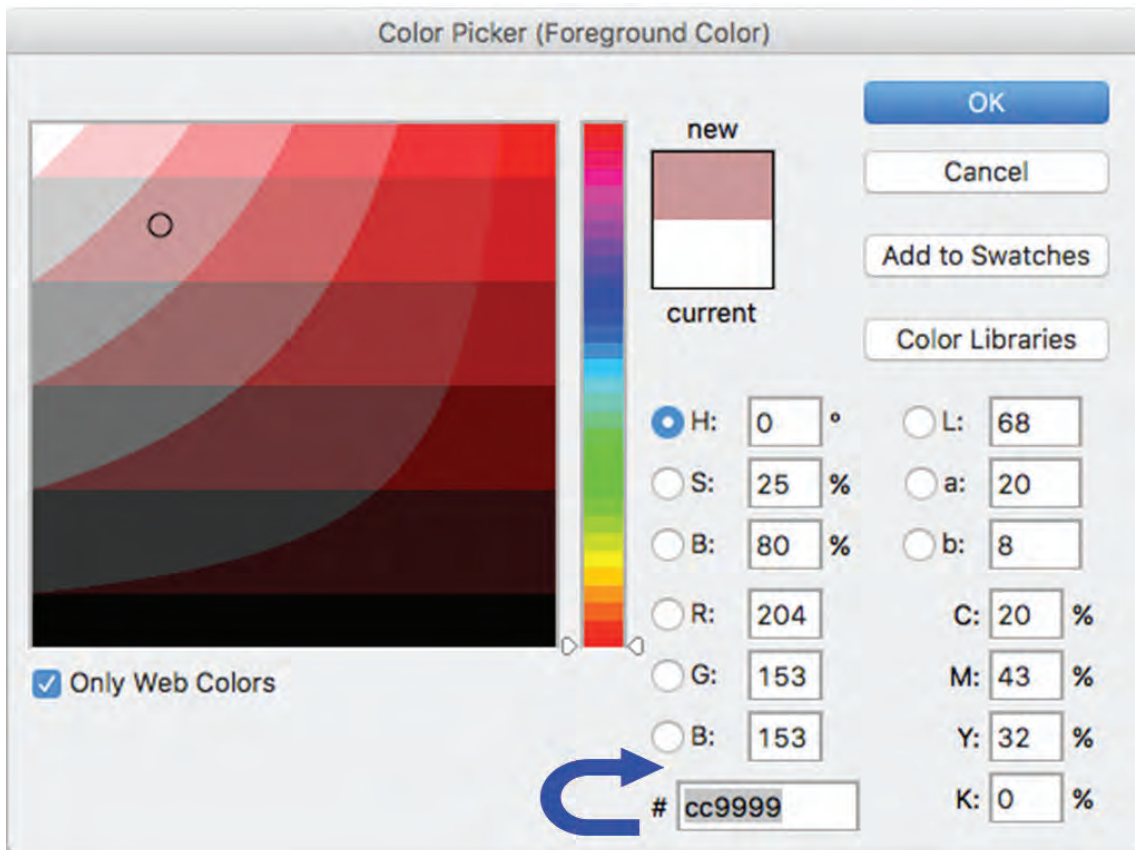 Color Picker (Foreground Color)
new
current
OK
Cancel
Add to Swatches
Color Libraries
H: 0 °
S: 25 %
B: 80 %
R: 204
G: 153
B: 153
# cc9999
L: 68
a: 20
b: 8
C: 20 %
M: 43 %
Y: 32 %
K: 0 %
Only Web Colors